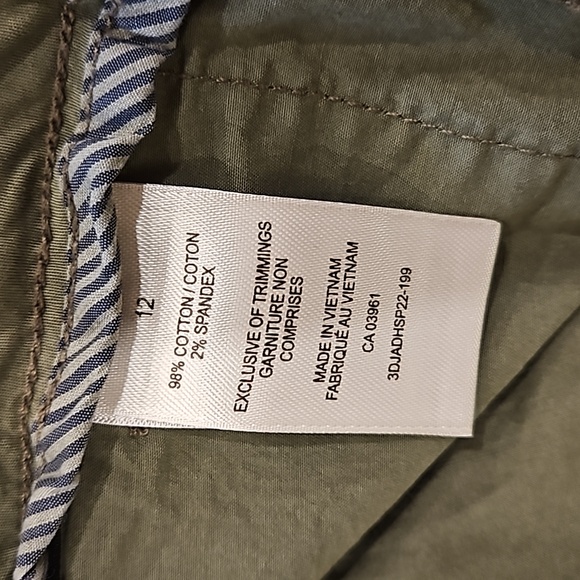 12
98% COTTON / COTON
2% SPANDEX
EXCLUSIVE OF TRIMMINGS
GARNITURE NON
COMPRISES
MADE IN VIETNAM
FABRIQUÉ AU VIETNAM
CA 03961
3DJADHSP22-199